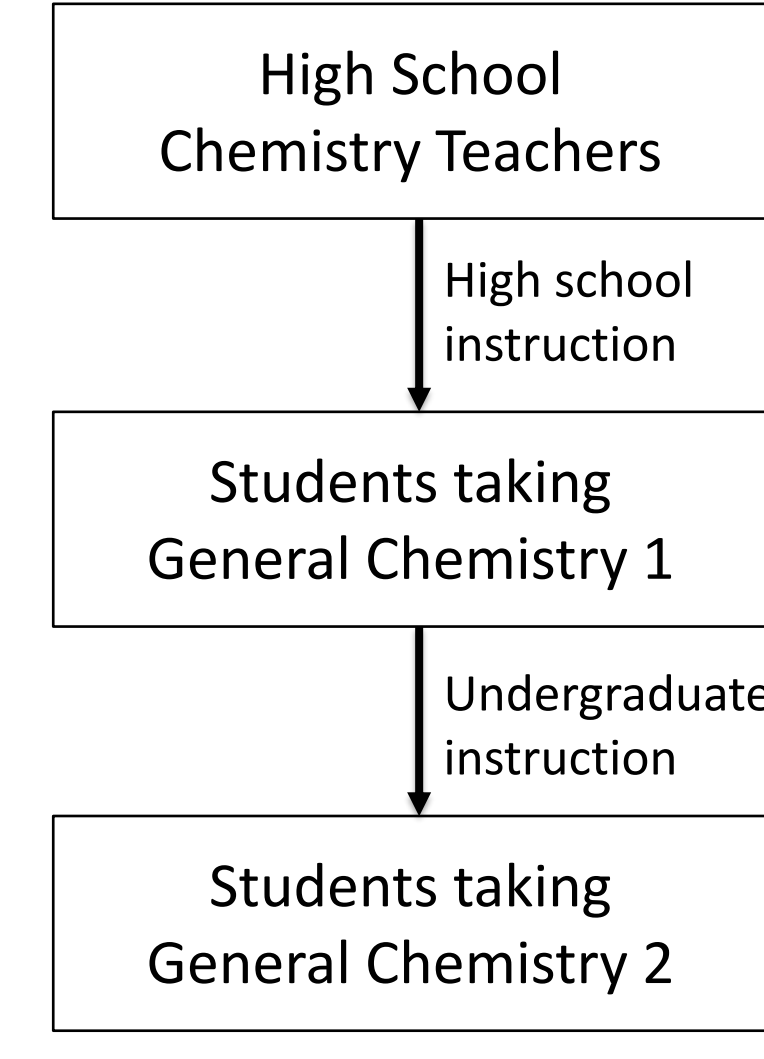 High School
Chemistry Teachers
High school
instruction
Students taking
General Chemistry 1
Undergraduate
instruction
Students taking
General Chemistry 2